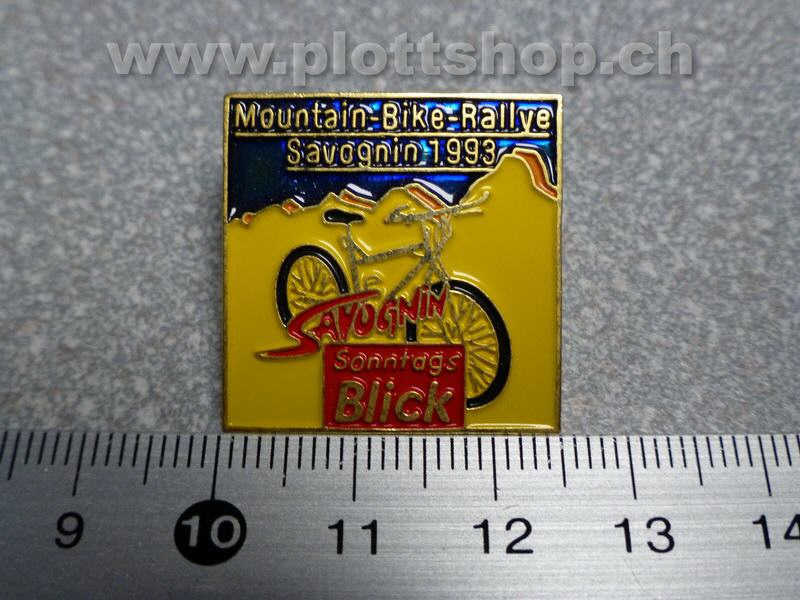 www.plottshop.ch
Mountain-Bike-Rallye
Savognin 1993
SAVOGNIN
Sonntags
Blick
9 10 11 12 13 14